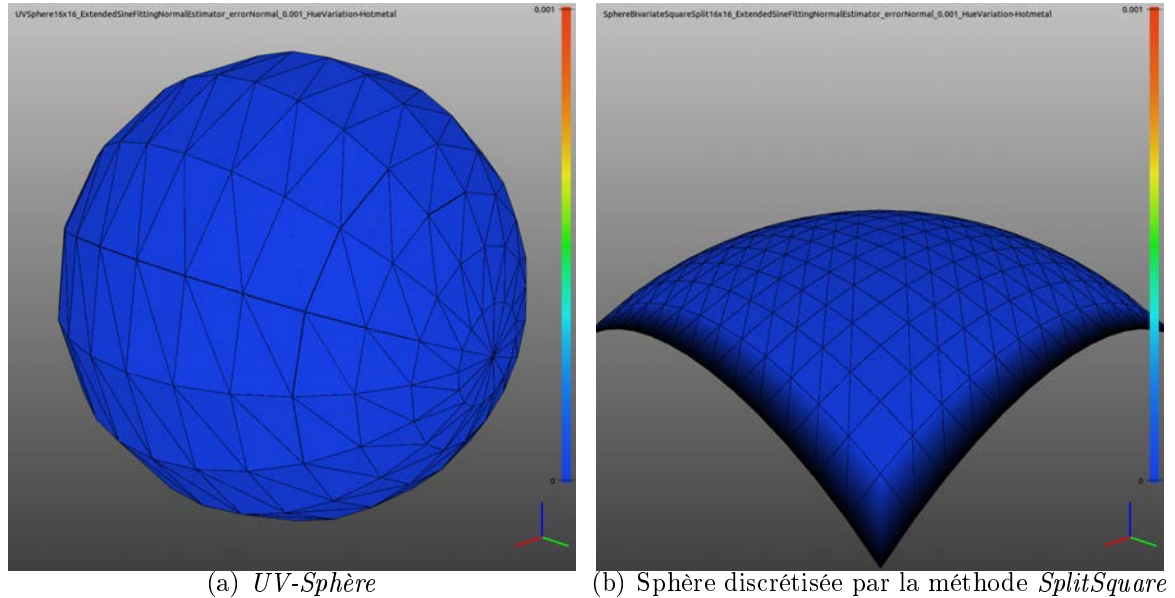 UVSphere16x16_ExtendedSineFittingNormalEstimator_errorNormal_0.001_HueVariation-Hotmetal
0.001
0
SphereBivariateSquareSplit16x16_ExtendedSineFittingNormalEstimator_errorNormal_0.001_HueVariation-Hotmetal
0.001
0
(a) UV-Sphère
(b) Sphère discrétisée par la méthode SplitSquare